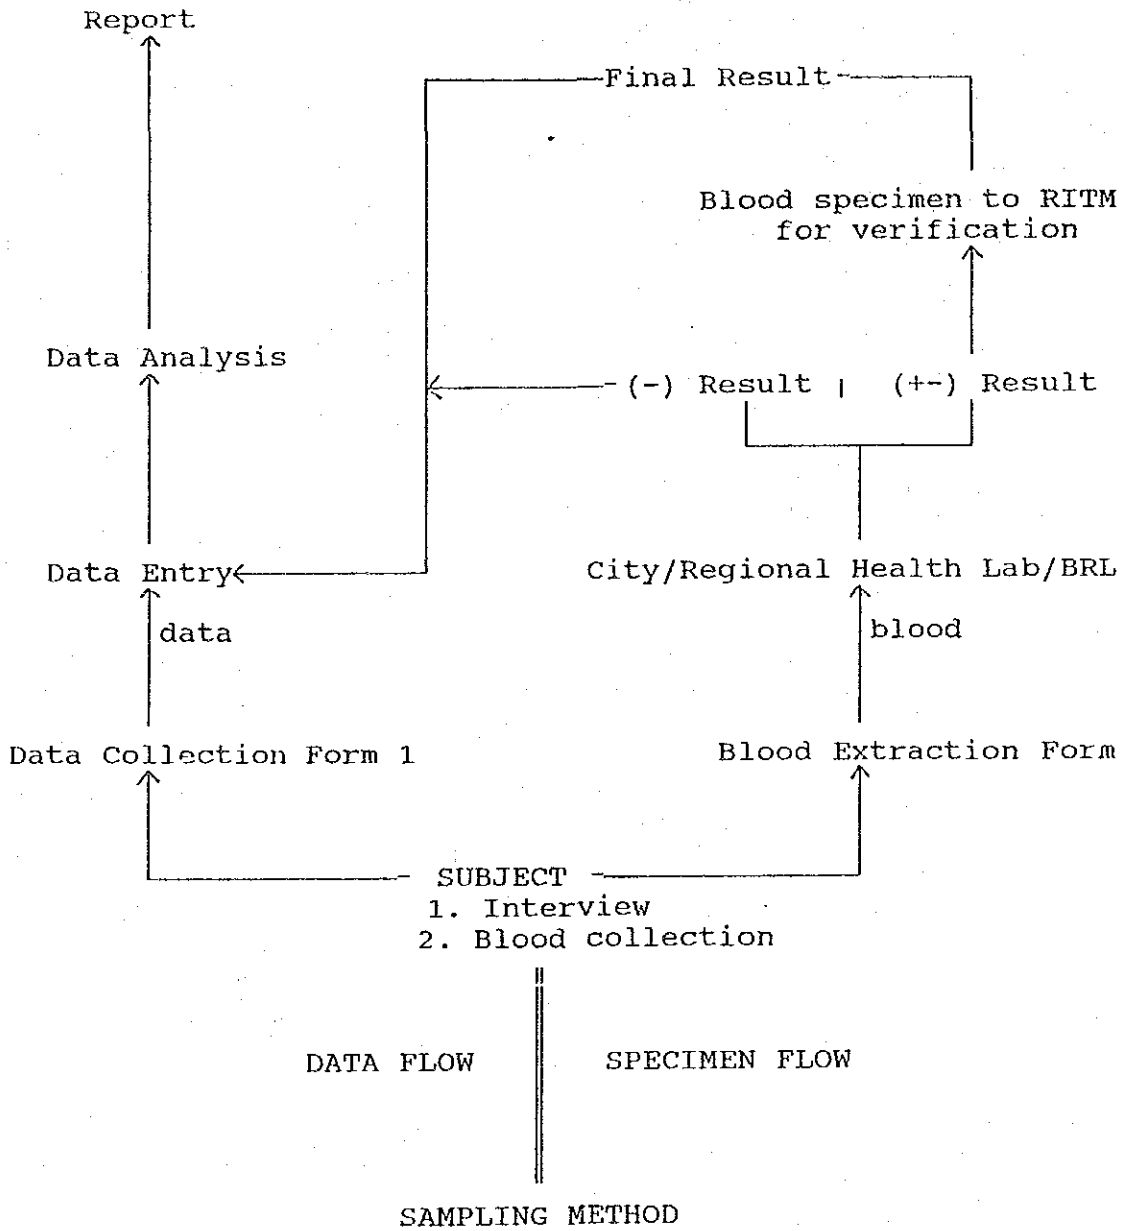 Report
Final Result
Blood specimen to RITM
for verification
Data Analysis
(-) Result | (+-) Result
Data Entry
City/Regional Health Lab/BRL
data
blood
Data Collection Form 1
Blood Extraction Form
SUBJECT
1. Interview
2. Blood collection
DATA FLOW
SPECIMEN FLOW
SAMPLING METHOD